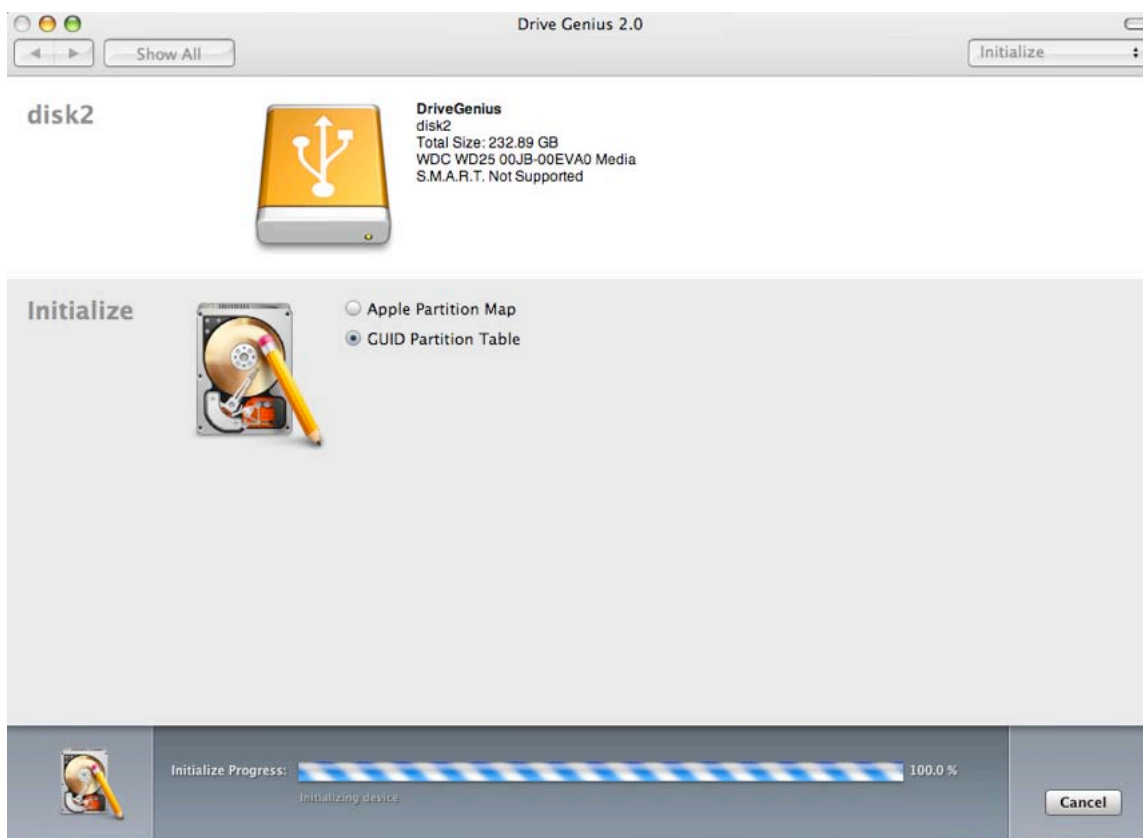 Drive Genius 2.0
Show All
Initialize
disk2
DriveGenius
disk2
Total Size: 232.89 GB
WDC WD25 00JB-00EVA0 Media
S.M.A.R.T. Not Supported
Initialize
Apple Partition Map
GUID Partition Table
Initialize Progress:
100.0 %
Initializing device
Cancel